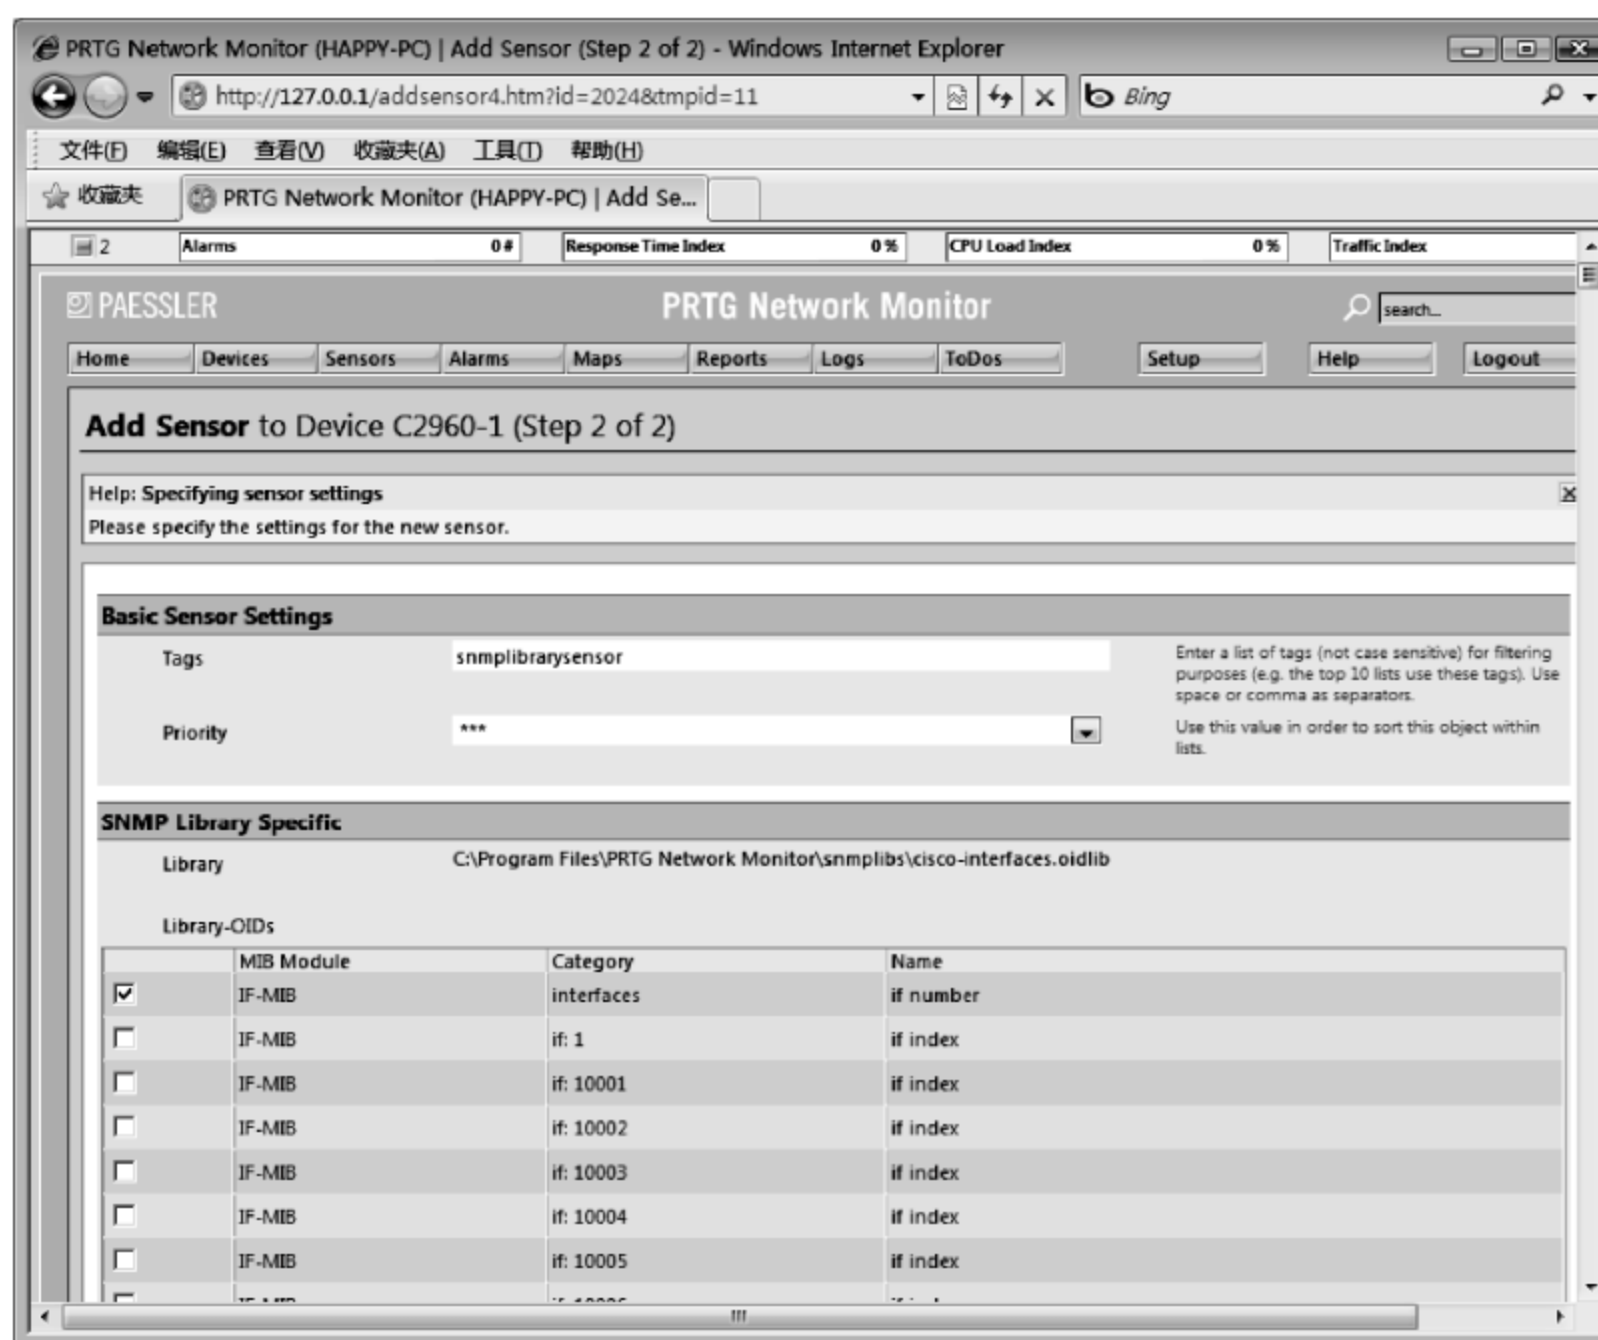 PRTG Network Monitor (HAPPY-PC) | Add Sensor (Step 2 of 2) - Windows Internet Explorer
http://127.0.0.1/addsensor4.htm?id=2024&tmpid=11
Bing
文件(F) 编辑(E) 查看(V) 收藏夹(A) 工具(T) 帮助(H)
收藏夹 PRTG Network Monitor (HAPPY-PC) | Add Se...
2 Alarms 0 # Response Time Index 0 % CPU Load Index 0 % Traffic Index
PAESSLER PRTG Network Monitor search...
Home Devices Sensors Alarms Maps Reports Logs ToDos Setup Help Logout
Add Sensor to Device C2960-1 (Step 2 of 2)
Help: Specifying sensor settings
Please specify the settings for the new sensor.
Basic Sensor Settings
Tags snmplibrarysensor
Enter a list of tags (not case sensitive) for filtering
purposes (e.g. the top 10 lists use these tags). Use
space or comma as separators.
Priority ***
Use this value in order to sort this object within
lists.
SNMP Library Specific
Library C:\Program Files\PRTG Network Monitor\snmplibs\cisco-interfaces.oidlib
Library-OIDs
MIB Module Category Name
IF-MIB interfaces if number
IF-MIB if: 1 if index
IF-MIB if: 10001 if index
IF-MIB if: 10002 if index
IF-MIB if: 10003 if index
IF-MIB if: 10004 if index
IF-MIB if: 10005 if index